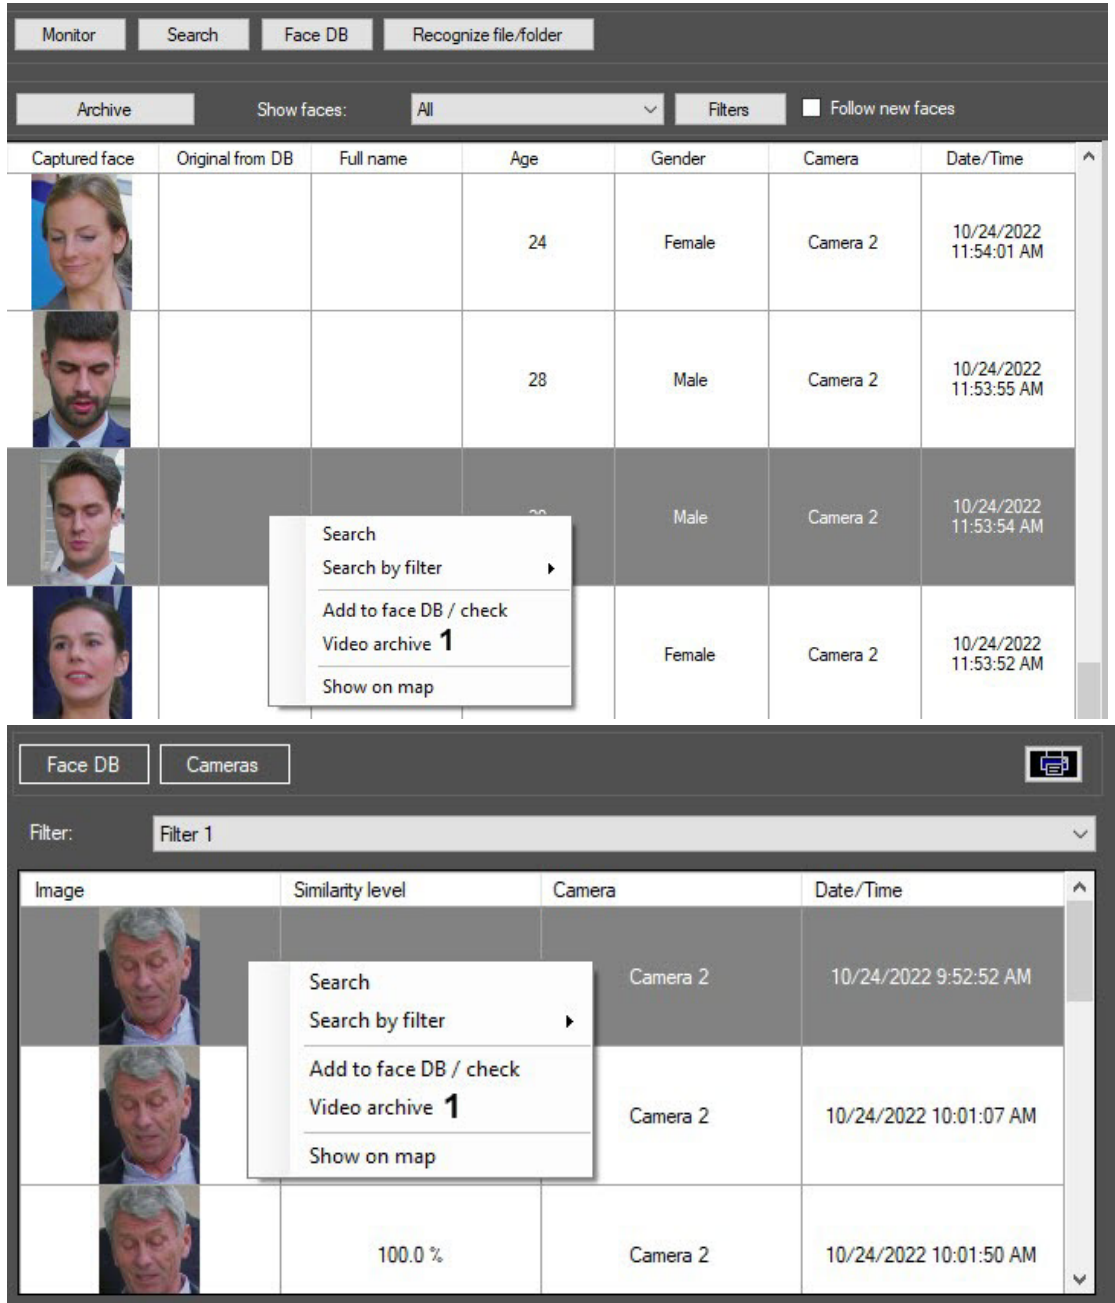 Monitor Search Face DB Recognize file/folder
Archive Show faces: All Filters Follow new faces
Captured face Original from DB Full name Age Gender Camera Date/Time
24 Female Camera 2 10/24/2022
11:54:01 AM
28 Male Camera 2 10/24/2022
11:53:55 AM
Male Camera 2 10/24/2022
11:53:54 AM
Search
Search by filter
Add to face DB / check
Video archive 1
Show on map
Female Camera 2 10/24/2022
11:53:52 AM
Face DB Cameras
Filter: Filter 1
Image Similarity level Camera Date/Time
Camera 2 10/24/2022 9:52:52 AM
Search
Search by filter
Add to face DB / check
Video archive 1
Show on map
Camera 2 10/24/2022 10:01:07 AM
100.0 % Camera 2 10/24/2022 10:01:50 AM